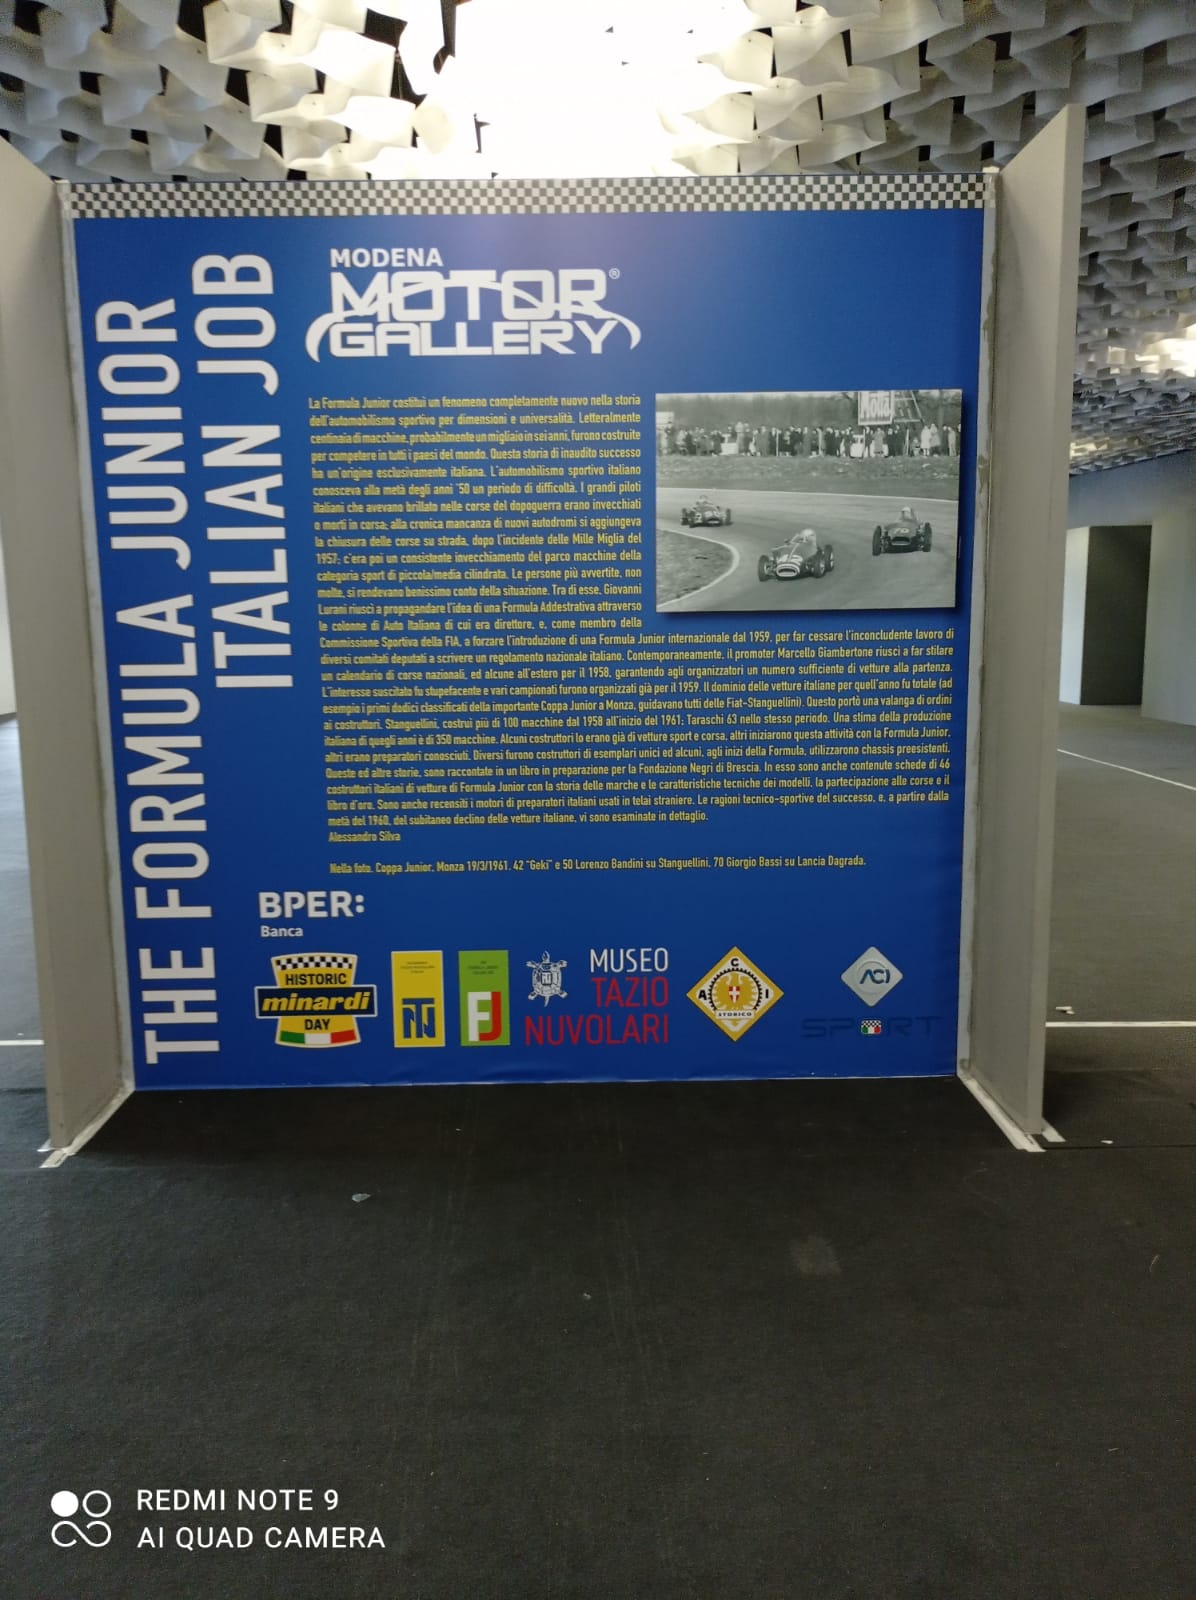 THE FORMULA JUNIOR
ITALIAN JOB
MODENA
MOTOR®
GALLERY
La Formula Junior costituì un fenomeno completamente nuovo nella storia
dell'automobilismo sportivo per dimensioni e universalità. Letteralmente
centinaia di macchine, probabilmente un migliaio in sei anni, furono costruite
per competere in tutti i paesi del mondo. Questa storia di inaudito successo
ha un'origine esclusivamente italiana. L'automobilismo sportivo italiano
conosceva alla metà degli anni '50 un periodo di difficoltà. I grandi piloti
italiani che avevano brillato nelle corse del dopoguerra erano invecchiati
o morti in corsa; alla cronica mancanza di nuovi autodromi si aggiungeva
la chiusura delle corse su strada, dopo l'incidente delle Mille Miglia del
1957; c'era poi un consistente invecchiamento del parco macchine della
categoria sport di piccola/media cilindrata. Le persone più avvertite, non
molte, si rendevano benissimo conto della situazione. Tra di esse, Giovanni
Lurani riuscì a propagandare l'idea di una Formula Addestrativa attraverso
le colonne di Auto Italiana di cui era direttore, e, come membro della
Commissione Sportiva della FIA, a forzare l'introduzione di una Formula Junior internazionale dal 1959, per far cessare l'inconcludente lavoro di
diversi comitati deputati a scrivere un regolamento nazionale italiano. Contemporaneamente, il promoter Marcello Giambertone riuscì a far stilare
un calendario di corse nazionali, ed alcune all'estero per il 1958, garantendo agli organizzatori un numero sufficiente di vetture alla partenza.
L'interesse suscitato fu stupefacente e vari campionati furono organizzati già per il 1959. Il dominio delle vetture italiane per quell'anno fu totale (ad
esempio i primi dodici classificati della importante Coppa Junior a Monza, guidavano tutti delle Fiat-Stanguellini). Questo portò una valanga di ordini
ai costruttori. Stanguellini, costruì più di 100 macchine dal 1958 all'inizio del 1961; Taraschi 63 nello stesso periodo. Una stima della produzione
italiana di quegli anni è di 350 macchine. Alcuni costruttori lo erano già di vetture sport e corsa, altri iniziarono questa attività con la Formula Junior,
altri erano preparatori conosciuti. Diversi furono costruttori di esemplari unici ed alcuni, agli inizi della Formula, utilizzarono chassis preesistenti.
Queste ed altre storie, sono raccontate in un libro in preparazione per la Fondazione Negri di Brescia. In esso sono anche contenute schede di 46
costruttori italiani di vetture di Formula Junior con la storia delle marche e le caratteristiche tecniche dei modelli, la partecipazione alle corse e il
libro d'oro. Sono anche recensiti i motori di preparatori italiani usati in telai straniere. Le ragioni tecnico-sportive del successo, e, a partire dalla
metà del 1960, del subitaneo declino delle vetture italiane, vi sono esaminate in dettaglio.
Alessandro Silva
Nella foto, Coppa Junior, Monza 19/3/1961. 42 "Geki" e 50 Lorenzo Bandini su Stanguellini, 70 Giorgio Bassi su Lancia Dagrada.
Motta
BPER:
Banca
HISTORIC
minardi
DAY
TN
FJ
MUSEO
TAZIO
NUVOLARI
ACI
STORICO
ACI
SPORT
REDMI NOTE 9
AI QUAD CAMERA